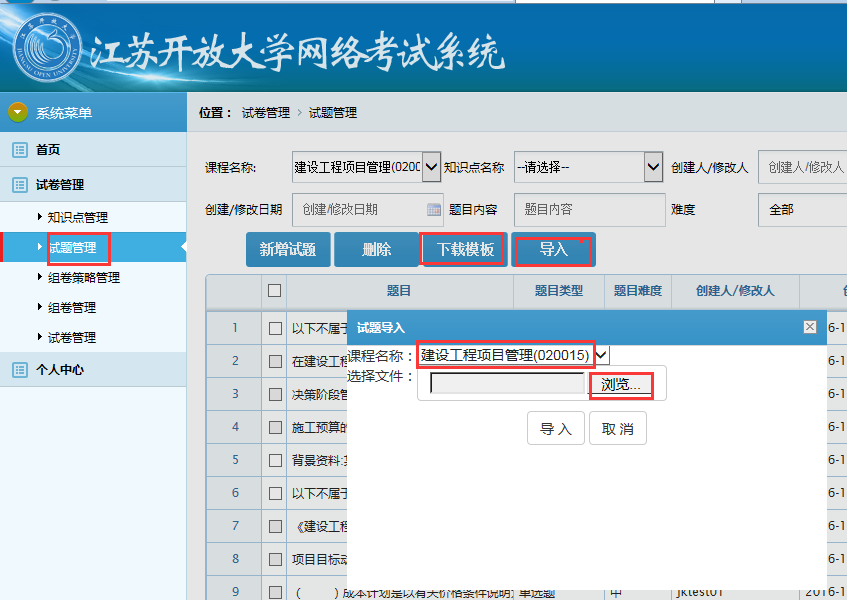 江苏开放大学
JIANGSU OPEN UNIVERSITY
江苏开放大学网络考试系统
系统菜单
位置： 试卷管理 › 试题管理
首页
试卷管理
知识点管理
试题管理
组卷策略管理
组卷管理
试卷管理
个人中心
课程名称: 建设工程项目管理(0200 知识点名称 --请选择-- 创建人/修改人 创建人/修改人
创建/修改日期 创建/修改日期 题目内容 题目内容 难度 全部
新增试题 删除 下载模板 导入
题目 题目类型 题目难度 创建人/修改人
1 以下不属于 6-1
2 在建设工程 6-1
3 决策阶段管 6-1
4 施工预算的 6-1
5 背景资料: 6-1
6 以下不属于 6-1
7 《建设工程 6-1
8 项目目标动 6-1
9 ( )成本计划是以有关价格条件说明 单选题 中 jktest01 2016-1
试题导入
课程名称： 建设工程项目管理(020015)
选择文件： 浏览...
导 入 取 消